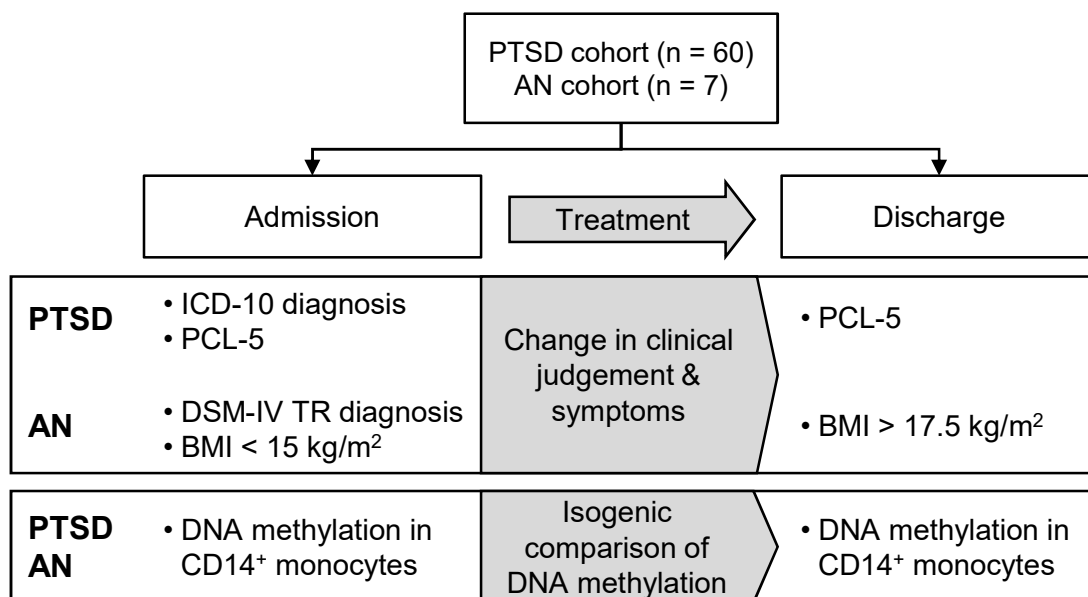 PTSD cohort (n = 60)
AN cohort (n = 7)
Admission
Treatment
Discharge
PTSD
• ICD-10 diagnosis
• PCL-5
AN
• DSM-IV TR diagnosis
• BMI < 15 kg/m²
Change in clinical
judgement &
symptoms
• PCL-5
• BMI > 17.5 kg/m²
PTSD
AN
• DNA methylation in
CD14⁺ monocytes
Isogenic
comparison of
DNA methylation
• DNA methylation in
CD14⁺ monocytes